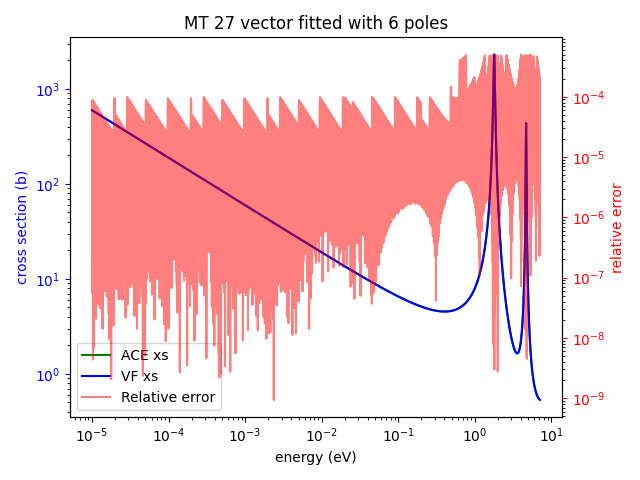 MT 27 vector fitted with 6 poles
cross section (b)
10³
10²
10¹
10⁰
10⁻⁴
10⁻⁵
10⁻⁶
10⁻⁷
10⁻⁸
10⁻⁹
relative error
ACE xs
VF xs
Relative error
10⁻⁵ 10⁻⁴ 10⁻³ 10⁻² 10⁻¹ 10⁰ 10¹
energy (eV)